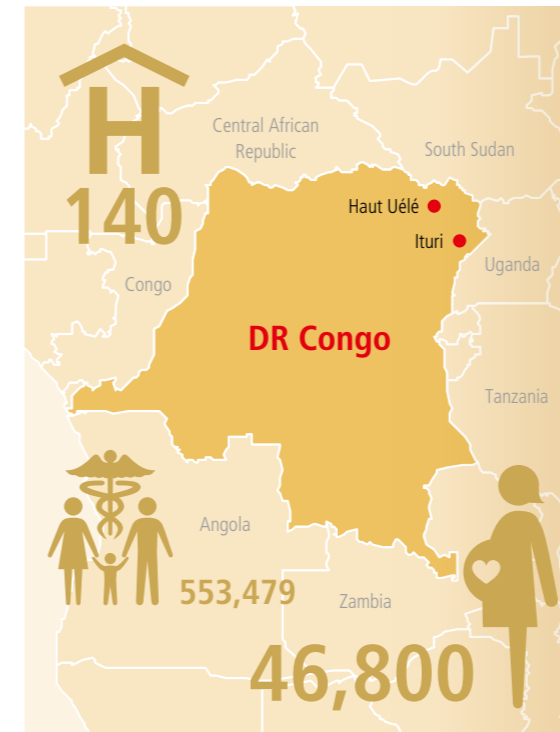 H
140
Central African
Republic
South Sudan
Haut Uélé
Ituri
Uganda
Congo
DR Congo
Tanzania
Angola
553,479
Zambia
46,800